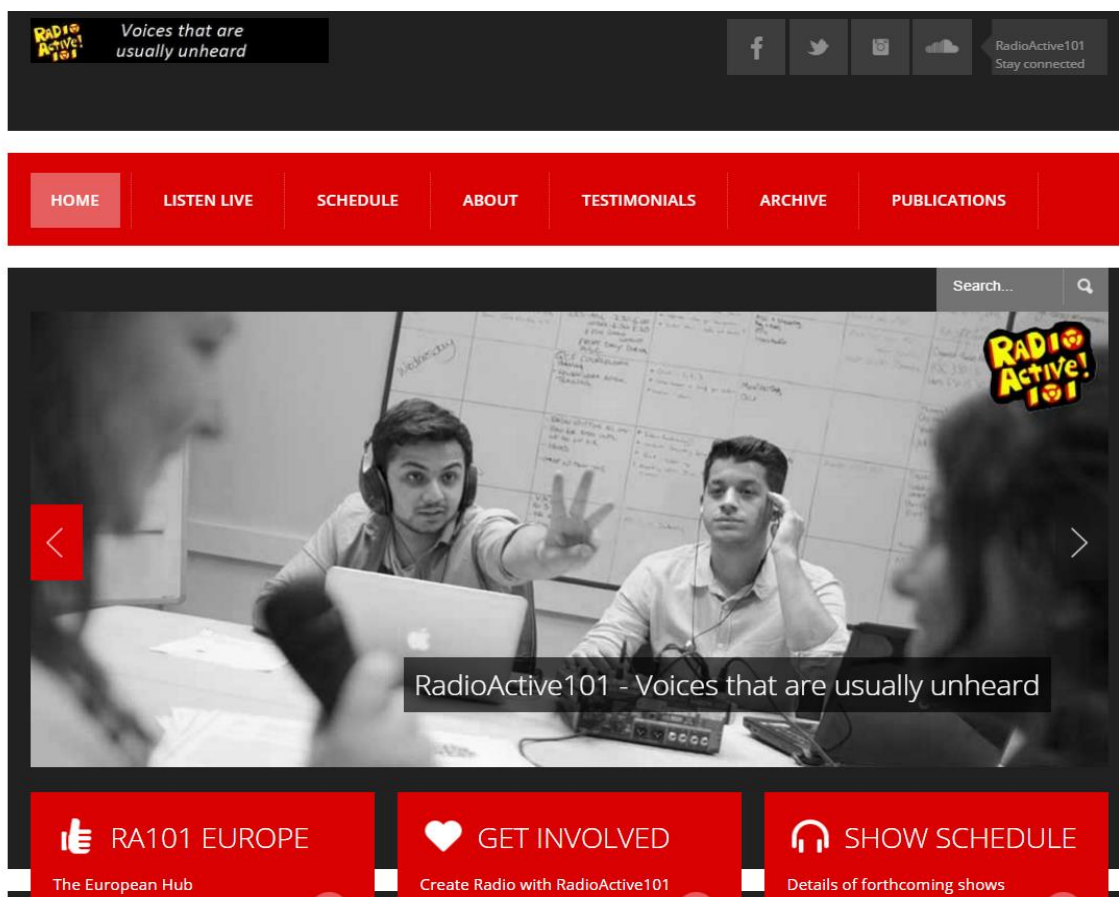 RADIO
ACTIVE!
101
Voices that are
usually unheard
RadioActive101
Stay connected
HOME
LISTEN LIVE
SCHEDULE
ABOUT
TESTIMONIALS
ARCHIVE
PUBLICATIONS
Search...
RADIO
ACTIVE!
101
Wednesday
RadioActive101 - Voices that are usually unheard
RA101 EUROPE
The European Hub
GET INVOLVED
Create Radio with RadioActive101
SHOW SCHEDULE
Details of forthcoming shows